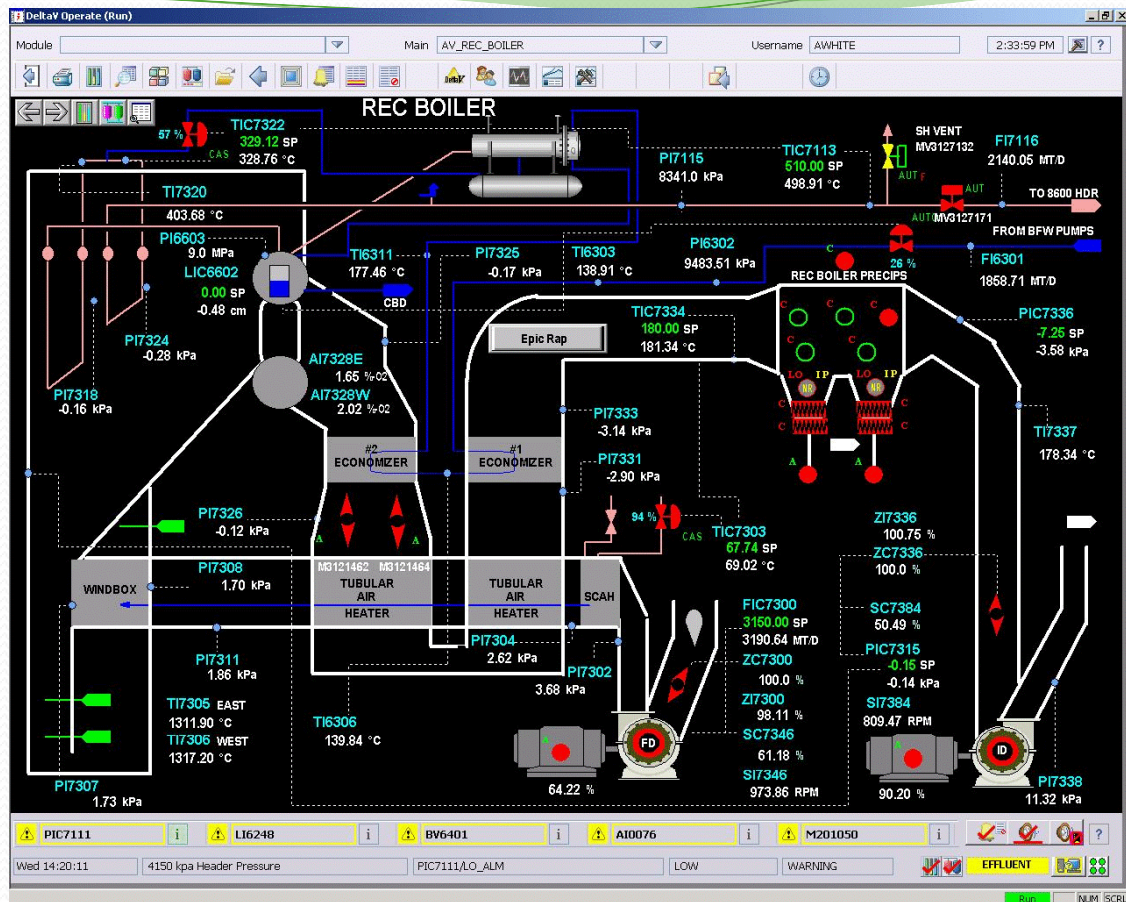 DeltaV Operate (Run)
Module
Main AV_REC_BOILER
Username AWHITE
2:33:59 PM
?
REC BOILER
57 %
TIC7322
329.12 SP
CAS
328.76 °C
TI7320
403.68 °C
PI6603
9.0 MPa
LIC6602
0.00 SP
-0.48 cm
TI6311
177.46 °C
CBD
PI7325
-0.17 kPa
TI6303
138.91 °C
PI7115
8341.0 kPa
TIC7113
510.00 SP
498.91 °C
SH VENT
MV3127132
AUT F
FI7116
2140.05 MT/D
AUT
TO 8600 HDR
AUTO
MV3127171
FROM BFW PUMPS
PI6302
9483.51 kPa
26 %
FI6301
1858.71 MT/D
C
REC BOILER PRECIPS
C
C
C
LO
I P
LO
I P
NR
NR
C
C
C
C
A
A
TIC7334
180.00 SP
181.34 °C
PIC7336
-7.25 SP
-3.58 kPa
Epic Rap
PI7324
-0.28 kPa
PI7318
-0.16 kPa
AI7328E
1.65 %O2
AI7328W
2.02 %O2
PI7333
-3.14 kPa
PI7331
-2.90 kPa
TI7337
178.34 °C
#2
ECONOMIZER
#1
ECONOMIZER
94 %
CAS
TIC7303
67.74 SP
69.02 °C
PI7326
-0.12 kPa
A
A
M3121462
M3121464
ZI7336
100.75 %
ZC7336
100.0 %
PI7308
1.70 kPa
WINDBOX
TUBULAR
AIR
HEATER
TUBULAR
AIR
HEATER
SCAH
FIC7300
3150.00 SP
3190.64 MT/D
SC7384
50.49 %
PI7304
2.62 kPa
PI7302
3.68 kPa
ZC7300
100.0 %
PIC7315
-0.15 SP
-0.14 kPa
PI7311
1.86 kPa
TI7305 EAST
1311.90 °C
TI7306 WEST
1317.20 °C
TI6306
139.84 °C
ZI7300
98.11 %
SC7346
61.18 %
SI7384
809.47 RPM
A
FD
A
ID
64.22 %
SI7346
973.86 RPM
90.20 %
PI7338
11.32 kPa
PI7307
1.73 kPa
PIC7111
i
LI6248
i
BV6401
i
AI0076
i
M201050
i
?
Wed 14:20:11
4150 kpa Header Pressure
PIC7111/LO_ALM
LOW
WARNING
EFFLUENT
Run
NUM
SCRL